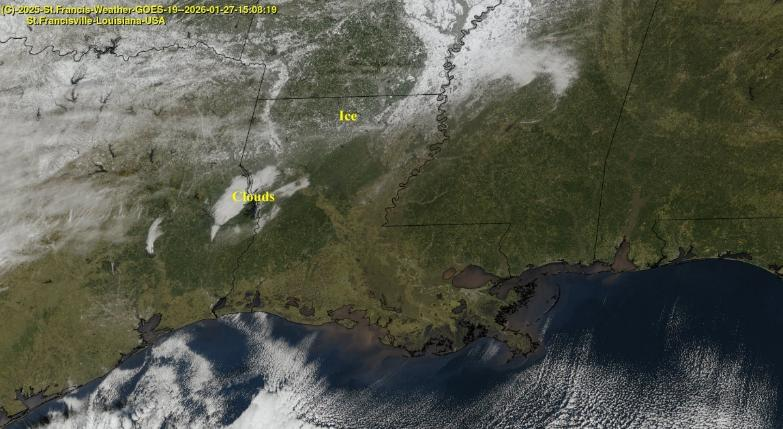 (C)-2025-St.Francis-Weather-GOES-19--2026-01-27-15:08:19
St.Francisville-Louisiana-USA
Ice
Clouds